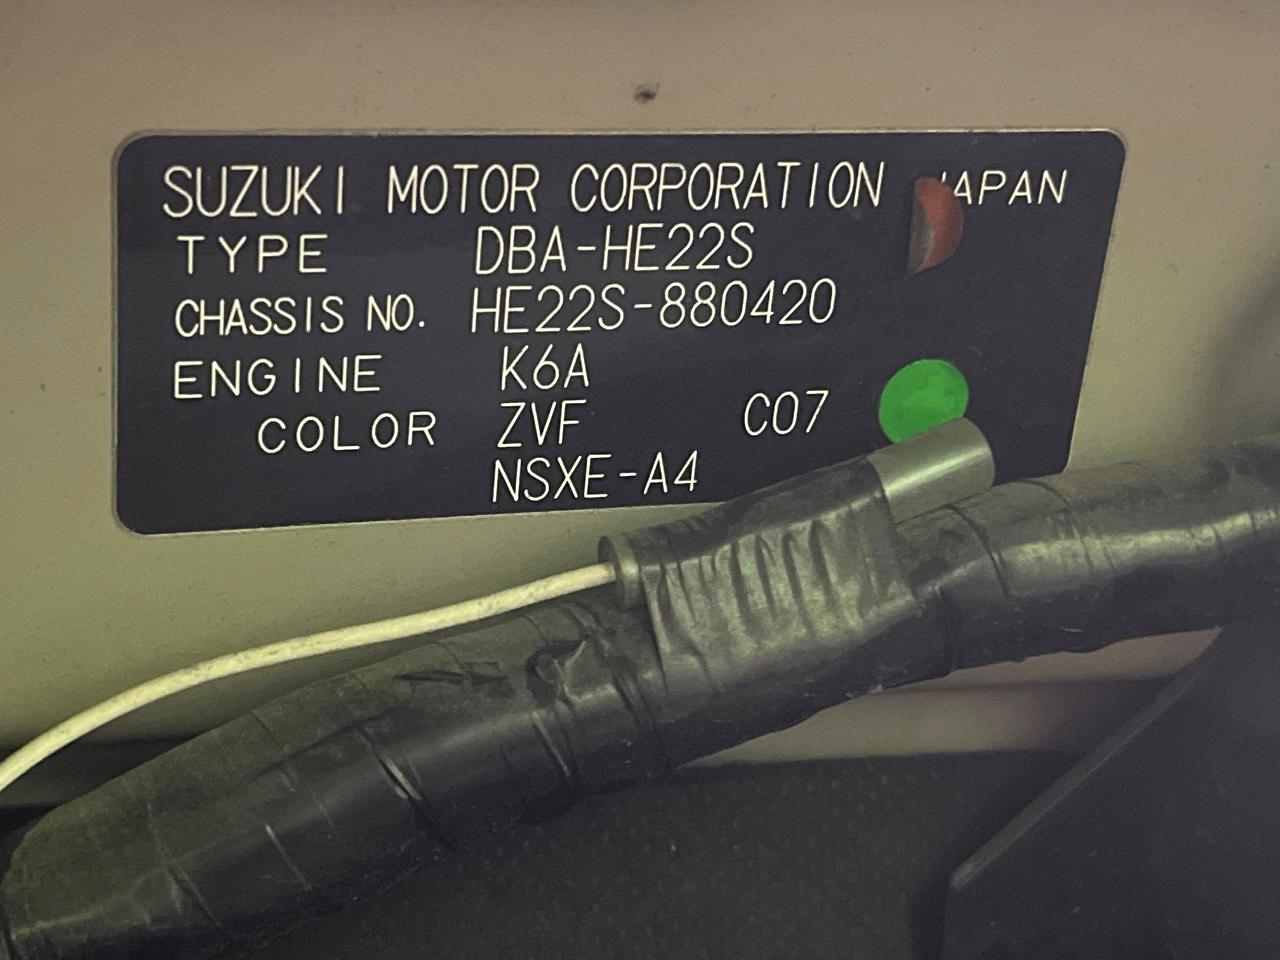 SUZUKI MOTOR CORPORATION JAPAN
TYPE DBA-HE22S
CHASSIS NO. HE22S-880420
ENGINE K6A
COLOR ZVF C07
NSXE-A4